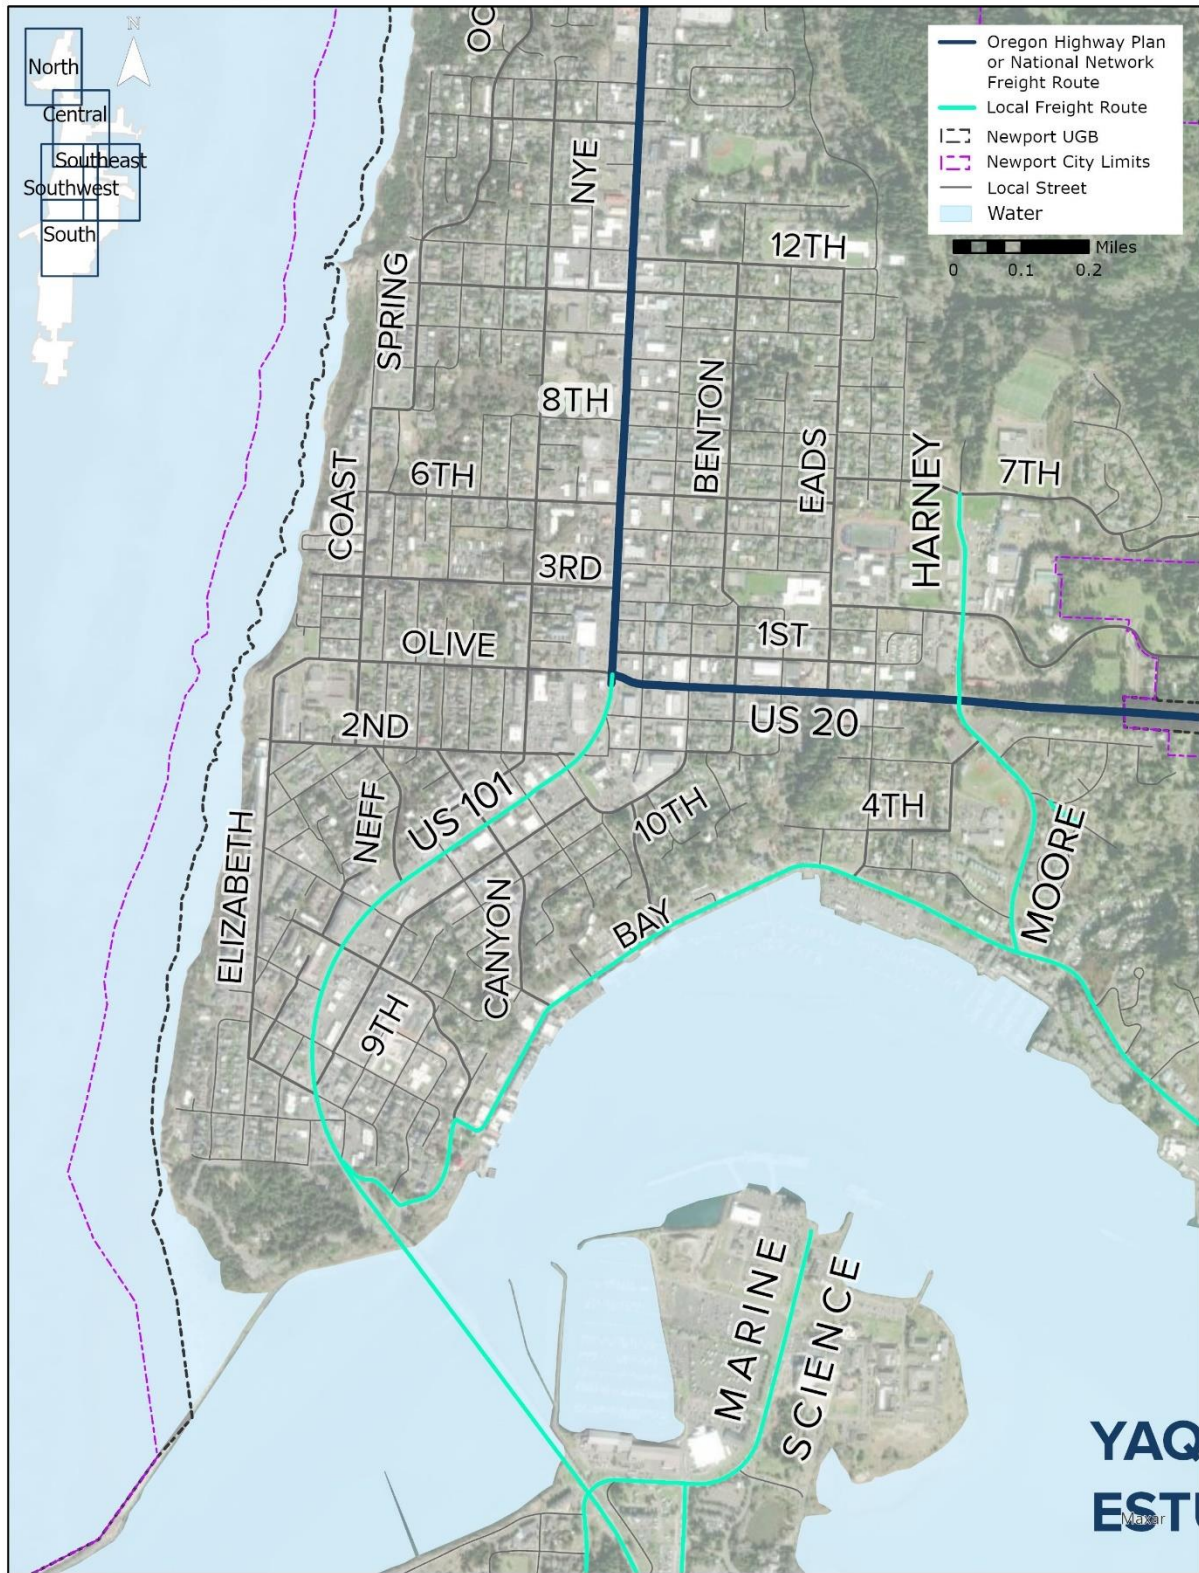 N
North
Central
Southeast
Southwest
South
Oregon Highway Plan
or National Network
Freight Route
Local Freight Route
Newport UGB
Newport City Limits
Local Street
Water
Miles
0 0.1 0.2
OC
NYE
12TH
SPRING
8TH
BENTON
EADS
HARNEY
7TH
6TH
COAST
3RD
1ST
OLIVE
2ND
US 20
NEFF
US 101
10TH
4TH
MOORE
ELIZABETH
CANYON
BAY
9TH
MARINE
SCIENCE
YAQ
ESTU
Maxar